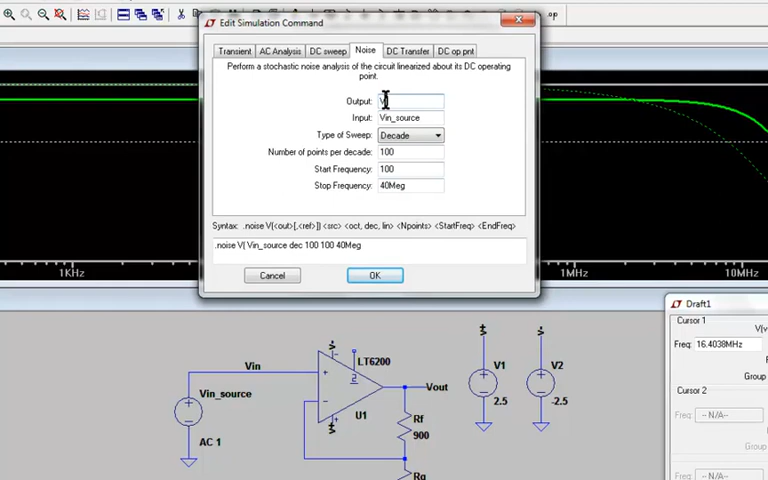 Edit Simulation Command
Transient
AC Analysis
DC sweep
Noise
DC Transfer
DC op pnt
Perform a stochastic noise analysis of the circuit linearized about its DC operating
point.
Output: V(
Input: Vin_source
Type of Sweep: Decade
Number of points per decade: 100
Start Frequency: 100
Stop Frequency: 40Meg
Syntax: .noise V(<out>[,<ref>]) <src> <oct, dec, lin> <Npoints> <StartFreq> <EndFreq>
.noise V( Vin_source dec 100 100 40Meg
Cancel
OK
1KHz
1MHz
10MHz
Draft1
Cursor 1
Freq: 16.4038MHz
Group
Cursor 2
Freq: -- N/A--
Group
-- N/A--
Vin
Vin_source
AC 1
V-
LT6200
2
U1
V+
Vout
Rf
900
Rg
V+
V1
2.5
V-
V2
-2.5